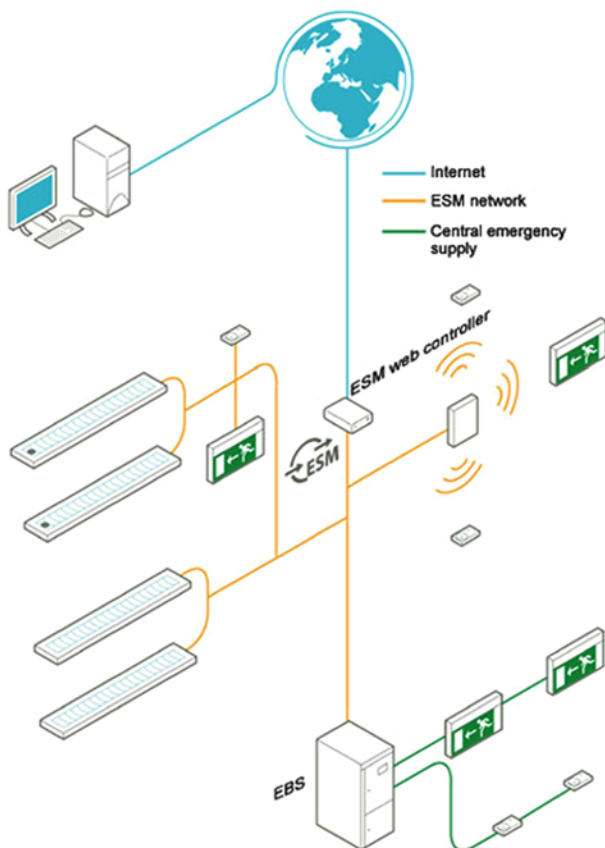 Internet
ESM network
Central emergency
supply
ESM web controller
ESM
EBS